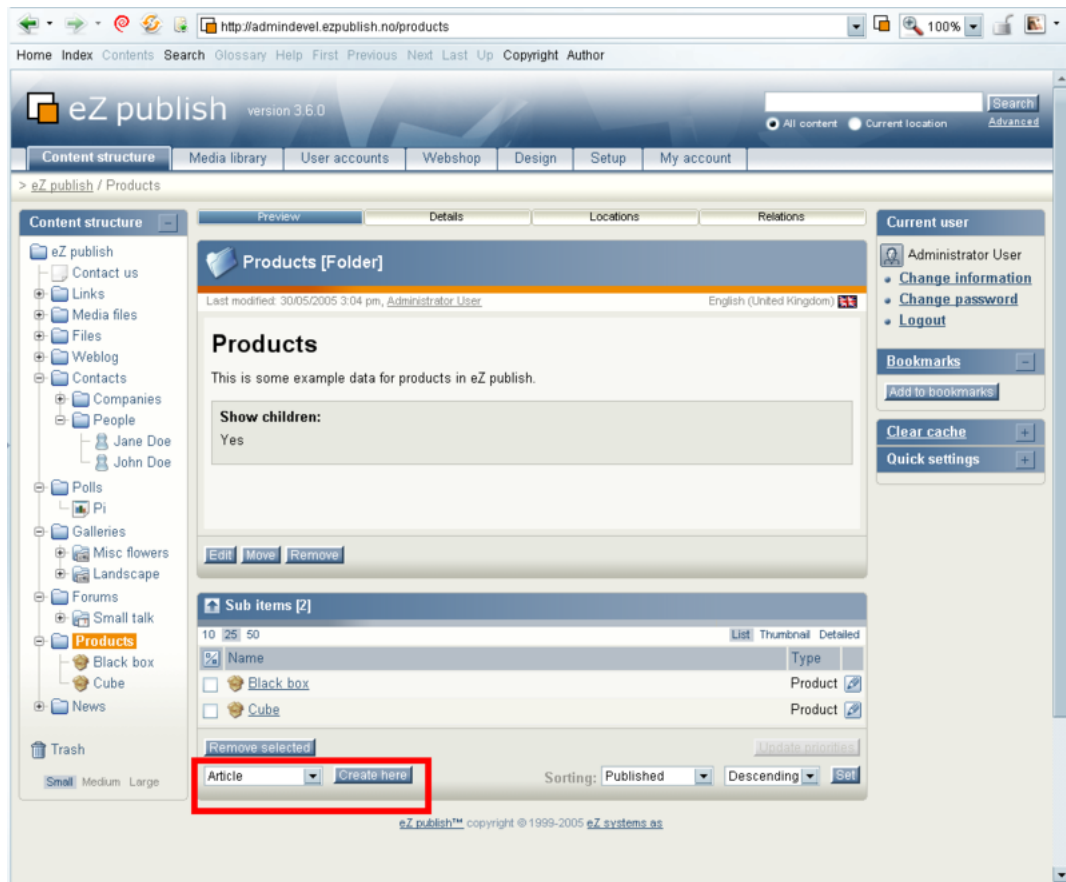 http://admindevel.ezpublish.no/products
100%
Home Index Contents Search Glossary Help First Previous Next Last Up Copyright Author
eZ publish version 3.6.0
Search
All content Current location Advanced
Content structure Media library User accounts Webshop Design Setup My account
> eZ publish / Products
Content structure
eZ publish
Contact us
Links
Media files
Files
Weblog
Contacts
Companies
People
Jane Doe
John Doe
Polls
Pi
Galleries
Misc flowers
Landscape
Forums
Small talk
Products
Black box
Cube
News
Trash
Small Medium Large
Preview Details Locations Relations
Products [Folder]
Last modified: 30/05/2005 3:04 pm, Administrator User English (United Kingdom)
Products
This is some example data for products in eZ publish.
Show children:
Yes
Edit Move Remove
Sub items [2]
10 25 50 List Thumbnail Detailed
Name Type
Black box Product
Cube Product
Remove selected Update priorities
Article Create here Sorting: Published Descending Set
Current user
Administrator User
Change information
Change password
Logout
Bookmarks
Add to bookmarks
Clear cache
Quick settings
eZ publish™ copyright © 1999-2005 eZ systems as